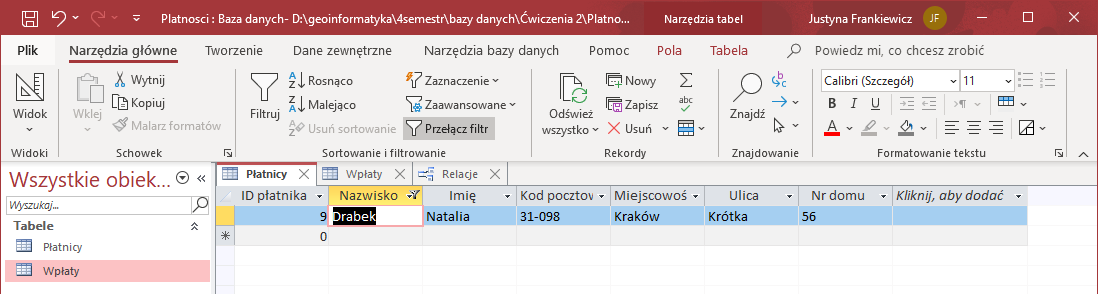 Platnosci : Baza danych- D:\geoinformatyka\4semestr\bazy danych\Ćwiczenia 2\Platno... Narzędzia tabel Justyna Frankiewicz JF
Plik Narzędzia główne Tworzenie Dane zewnętrzne Narzędzia bazy danych Pomoc Pola Tabela Powiedz mi, co chcesz zrobić
Widok
Wklej
Wytnij
Kopiuj
Malarz formatów
Filtruj
Rosnąco
Malejąco
Usuń sortowanie
Zaznaczenie
Zaawansowane
Przełącz filtr
Odśwież wszystko
Nowy
Zapisz
Usuń
Znajdź
Calibri (Szczegół) 11
B I U
Widoki Schowek Sortowanie i filtrowanie Rekordy Znajdowanie Formatowanie tekstu
Wszystkie obiek...
Wyszukaj...
Tabele
Płatnicy
Wpłaty
Płatnicy Wpłaty Relacje
ID płatnika Nazwisko Imię Kod pocztow Miejscowoś Ulica Nr domu Kliknij, aby dodać
9 Drabek Natalia 31-098 Kraków Krótka 56
0